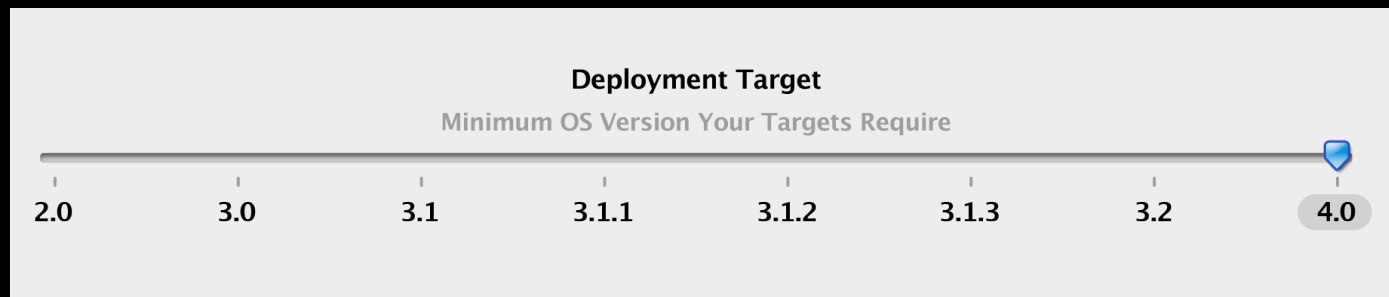 Deployment Target
Minimum OS Version Your Targets Require
2.0 3.0 3.1 3.1.1 3.1.2 3.1.3 3.2 4.0